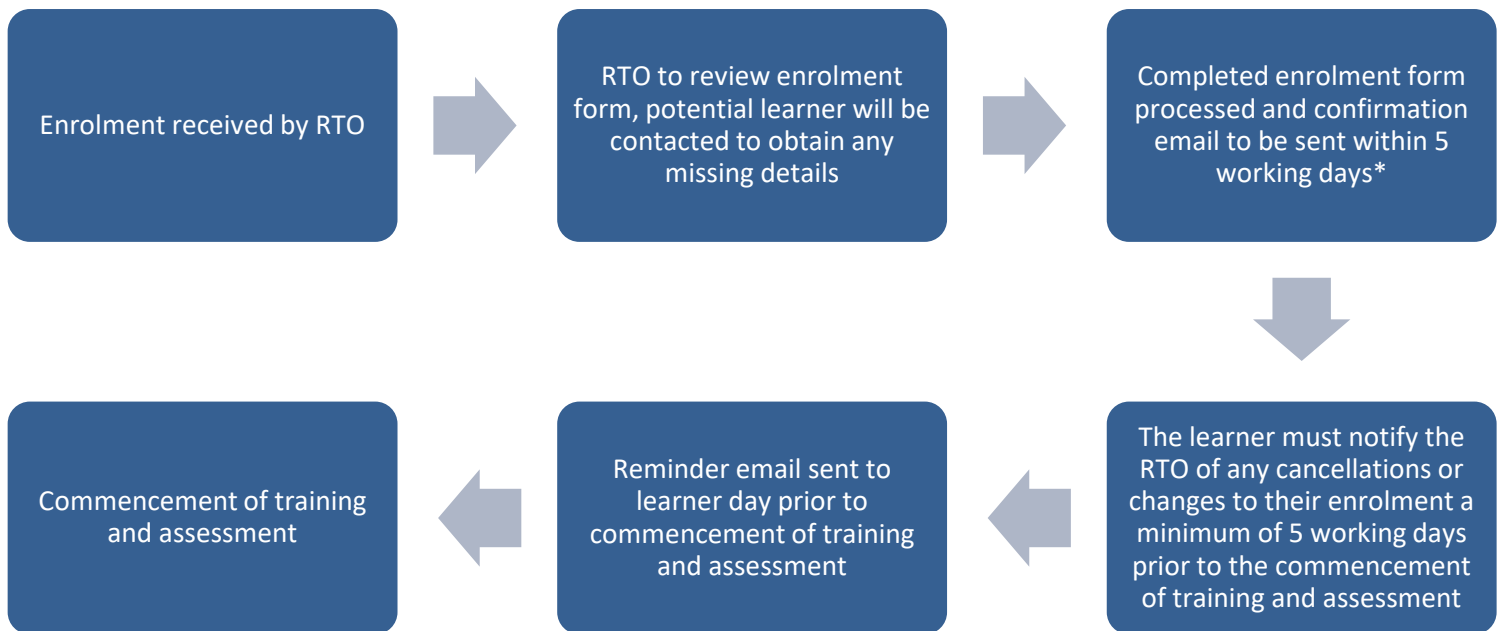 Enrolment received by RTO
RTO to review enrolment
form, potential learner will be
contacted to obtain any
missing details
Completed enrolment form
processed and confirmation
email to be sent within 5
working days*
The learner must notify the
RTO of any cancellations or
changes to their enrolment a
minimum of 5 working days
prior to the commencement
of training and assessment
Reminder email sent to
learner day prior to
commencement of training
and assessment
Commencement of training
and assessment